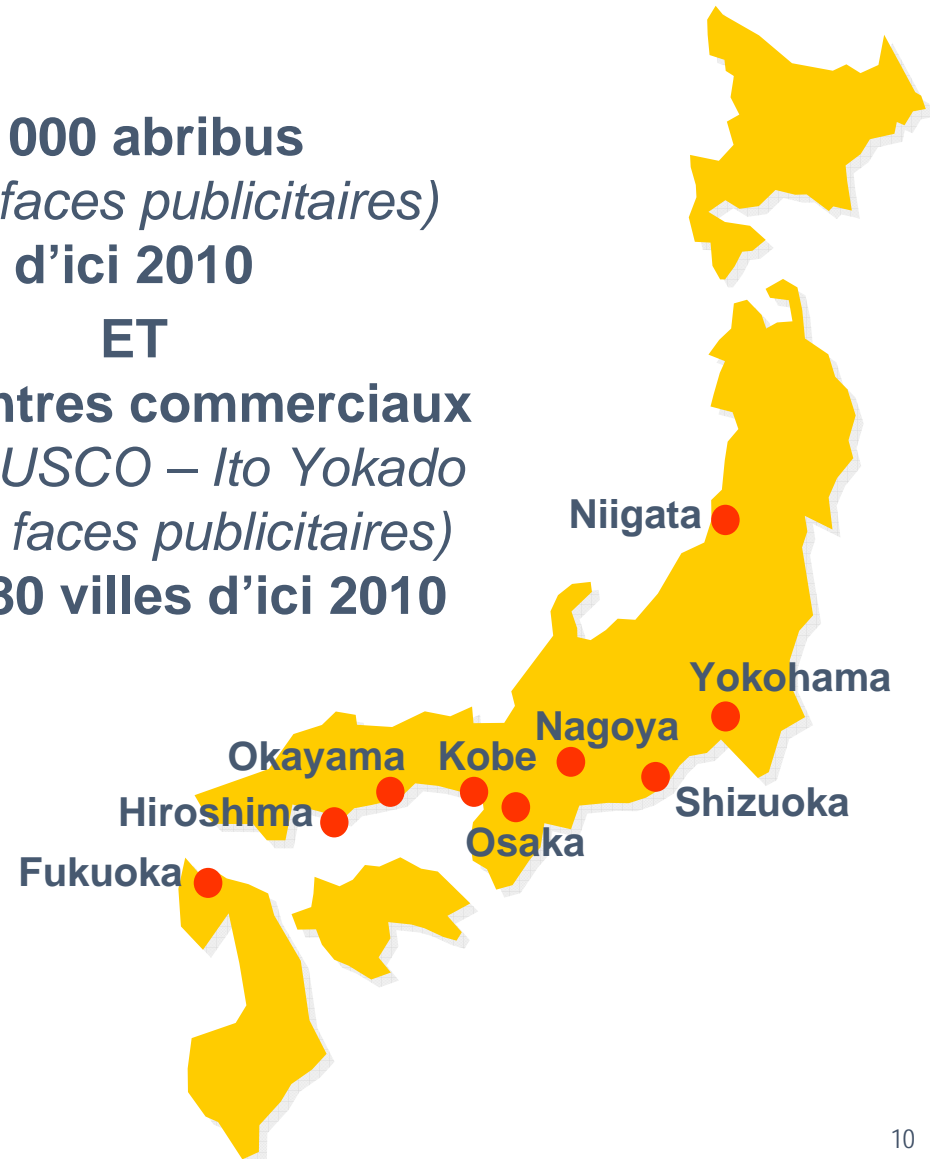 000 abribus
faces publicitaires)
d’ici 2010
ET
ntres commerciaux
USCO – Ito Yokado
faces publicitaires)
80 villes d’ici 2010
Niigata
Yokohama
Nagoya
Okayama
Kobe
Shizuoka
Hiroshima
Osaka
Fukuoka
10